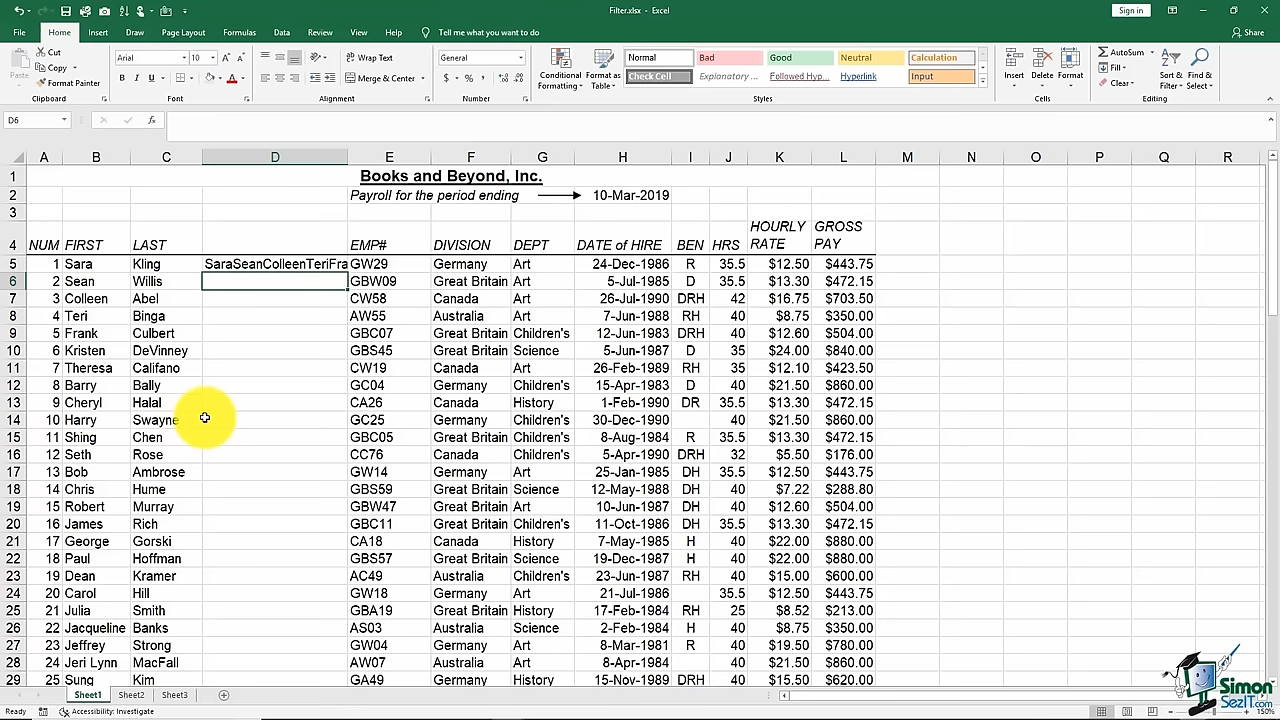 Filter.xlsx - Excel
Sign in
File Home Insert Draw Page Layout Formulas Data Review View Help Tell me what you want to do Share
Paste Cut Copy Format Painter Clipboard
Arial 10 B I U Font
Wrap Text Merge & Center Alignment
General $ % Number
Conditional Formatting Format as Table Normal Bad Good Neutral Calculation
Check Cell Explanatory ... Followed Hyp... Hyperlink Input
Styles
Insert Delete Format Cells
AutoSum Fill Clear Sort & Filter Find & Select Editing
D6 fx
A B C D E F G H I J K L M N O P Q R
1 Books and Beyond, Inc.
2 Payroll for the period ending 10-Mar-2019
3
4 NUM FIRST LAST EMP# DIVISION DEPT DATE of HIRE BEN HRS HOURLY RATE GROSS PAY
5 1 Sara Kling SaraSeanColleenTeriFra GW29 Germany Art 24-Dec-1986 R 35.5 $12.50 $443.75
6 2 Sean Willis GBW09 Great Britain Art 5-Jul-1985 D 35.5 $13.30 $472.15
7 3 Colleen Abel CW58 Canada Art 26-Jul-1990 DRH 42 $16.75 $703.50
8 4 Teri Binga AW55 Australia Art 7-Jun-1988 RH 40 $8.75 $350.00
9 5 Frank Culbert GBC07 Great Britain Children's 12-Jun-1983 DRH 40 $12.60 $504.00
10 6 Kristen DeVinney GBS45 Great Britain Science 5-Jun-1987 D 35 $24.00 $840.00
11 7 Theresa Califano CW19 Canada Art 26-Jan-1989 RH 35 $12.10 $423.50
12 8 Barry Bally GC04 Germany Children's 15-Apr-1983 D 40 $21.50 $860.00
13 9 Cheryl Halal CA26 Canada History 1-Feb-1990 DR 35.5 $13.30 $472.15
14 10 Harry Swayne GC25 Germany Children's 30-Dec-1990 40 $21.50 $860.00
15 11 Shing Chen GBC05 Great Britain Children's 8-Aug-1984 R 35.5 $13.30 $472.15
16 12 Seth Rose CC76 Canada Children's 5-Apr-1990 DRH 32 $5.50 $176.00
17 13 Bob Ambrose GW14 Germany Art 25-Jan-1985 DH 35.5 $12.50 $443.75
18 14 Chris Hume GBS59 Great Britain Science 12-May-1988 DH 40 $7.22 $288.80
19 15 Robert Murray GBW47 Great Britain Art 10-Jun-1987 DH 40 $12.60 $504.00
20 16 James Rich GBC11 Great Britain Children's 11-Oct-1986 DH 35.5 $13.30 $472.15
21 17 George Gorski CA18 Canada History 7-May-1985 H 40 $22.00 $880.00
22 18 Paul Hoffman GBS57 Great Britain Science 19-Dec-1987 H 40 $22.00 $880.00
23 19 Dean Kramer AC49 Australia Children's 23-Jun-1987 RH 40 $15.00 $600.00
24 20 Carol Hill GW18 Germany Art 21-Jul-1986 35.5 $12.50 $443.75
25 21 Julia Smith GBA19 Great Britain History 17-Feb-1984 RH 25 $8.52 $213.00
26 22 Jacqueline Banks AS03 Australia Science 2-Feb-1984 H 40 $8.75 $350.00
27 23 Jeffrey Strong GW04 Germany Art 8-Mar-1981 R 40 $19.50 $780.00
28 24 Jeri Lynn MacFall AW07 Australia Art 8-Apr-1984 40 $21.50 $860.00
29 25 Sung Kim GA49 Germany History 15-Nov-1989 DRH 40 $15.50 $620.00
Sheet1 Sheet2 Sheet3
Ready Accessibility: Investigate 150%
Simon SezIT.com